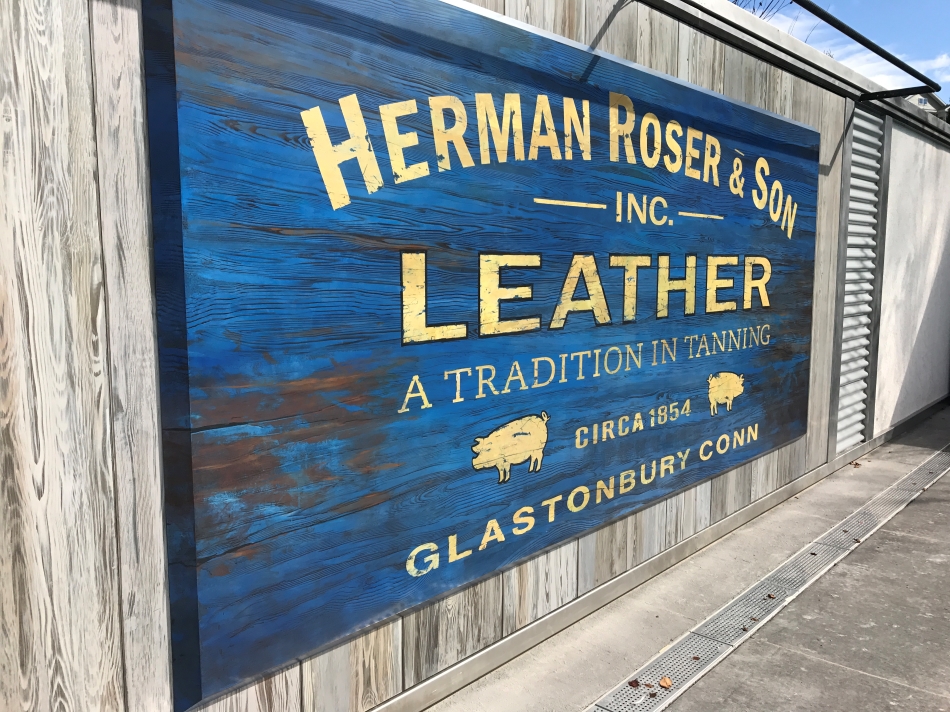 HERMAN ROSER & SON
INC.
LEATHER
A TRADITION IN TANNING
CIRCA 1854
GLASTONBURY CONN